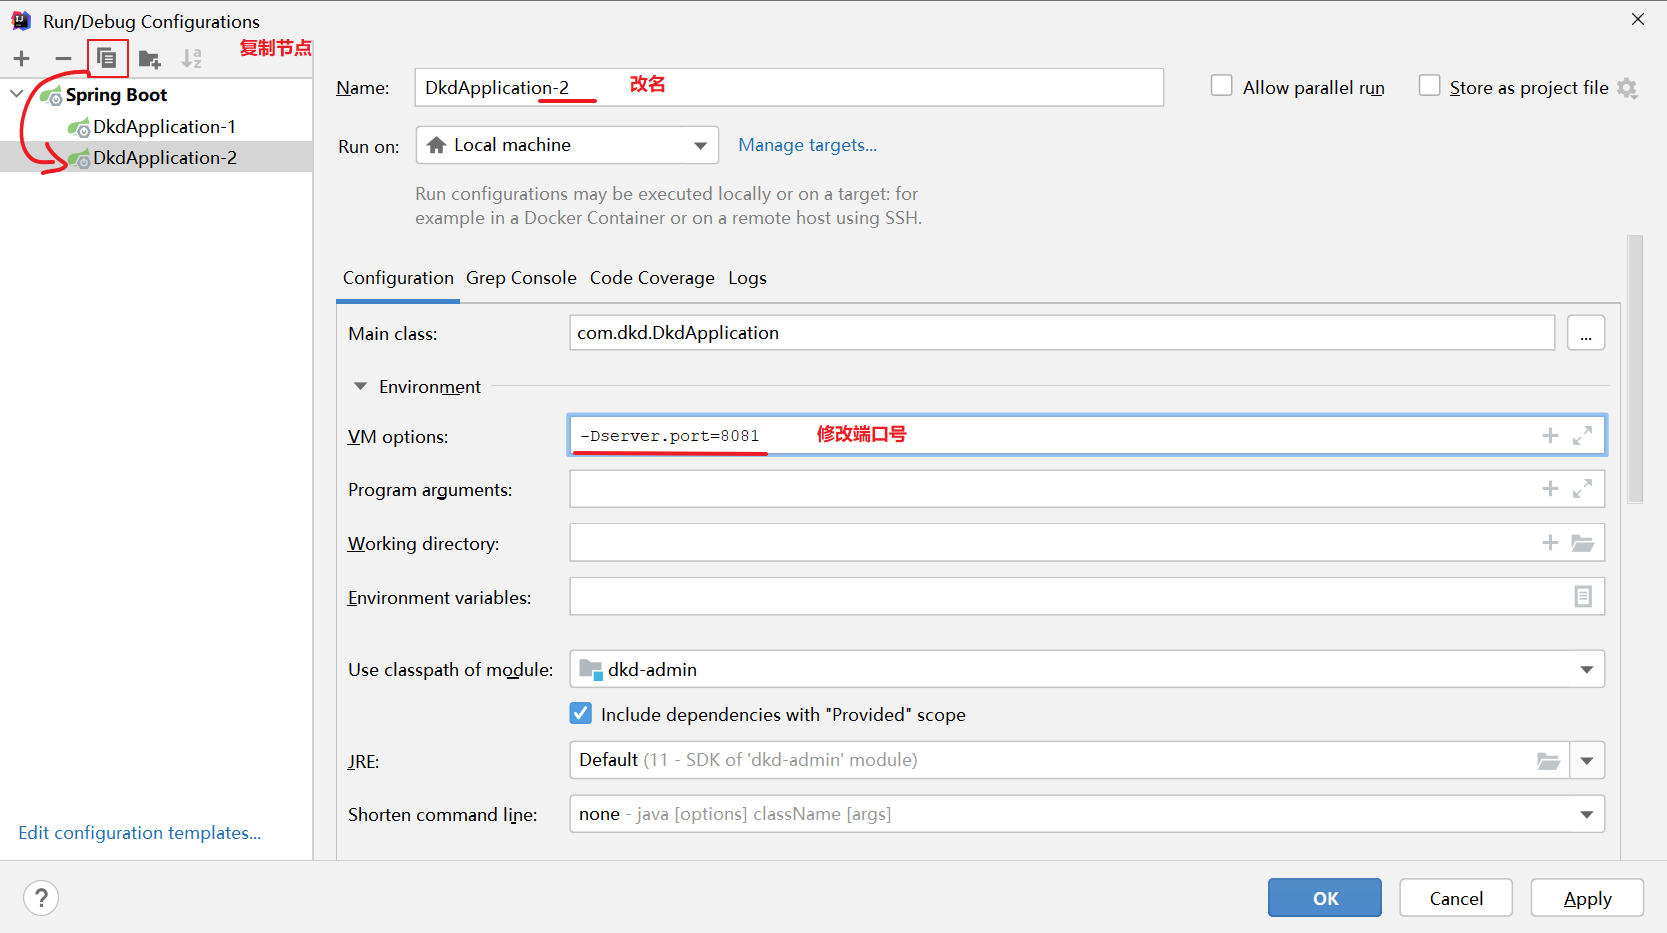 Run/Debug Configurations
复制节点
Spring Boot
DkdApplication-1
DkdApplication-2
Edit configuration templates...
Name:
DkdApplication-2
改名
Allow parallel run
Store as project file
Run on:
Local machine
Manage targets...
Run configurations may be executed locally or on a target: for
example in a Docker Container or on a remote host using SSH.
Configuration
Grep Console
Code Coverage
Logs
Main class:
com.dkd.DkdApplication
...
Environment
VM options:
-Dserver.port=8081
修改端口号
Program arguments:
Working directory:
Environment variables:
Use classpath of module:
dkd-admin
Include dependencies with "Provided" scope
JRE:
Default (11 - SDK of 'dkd-admin' module)
Shorten command line:
none - java [options] className [args]
?
OK
Cancel
Apply